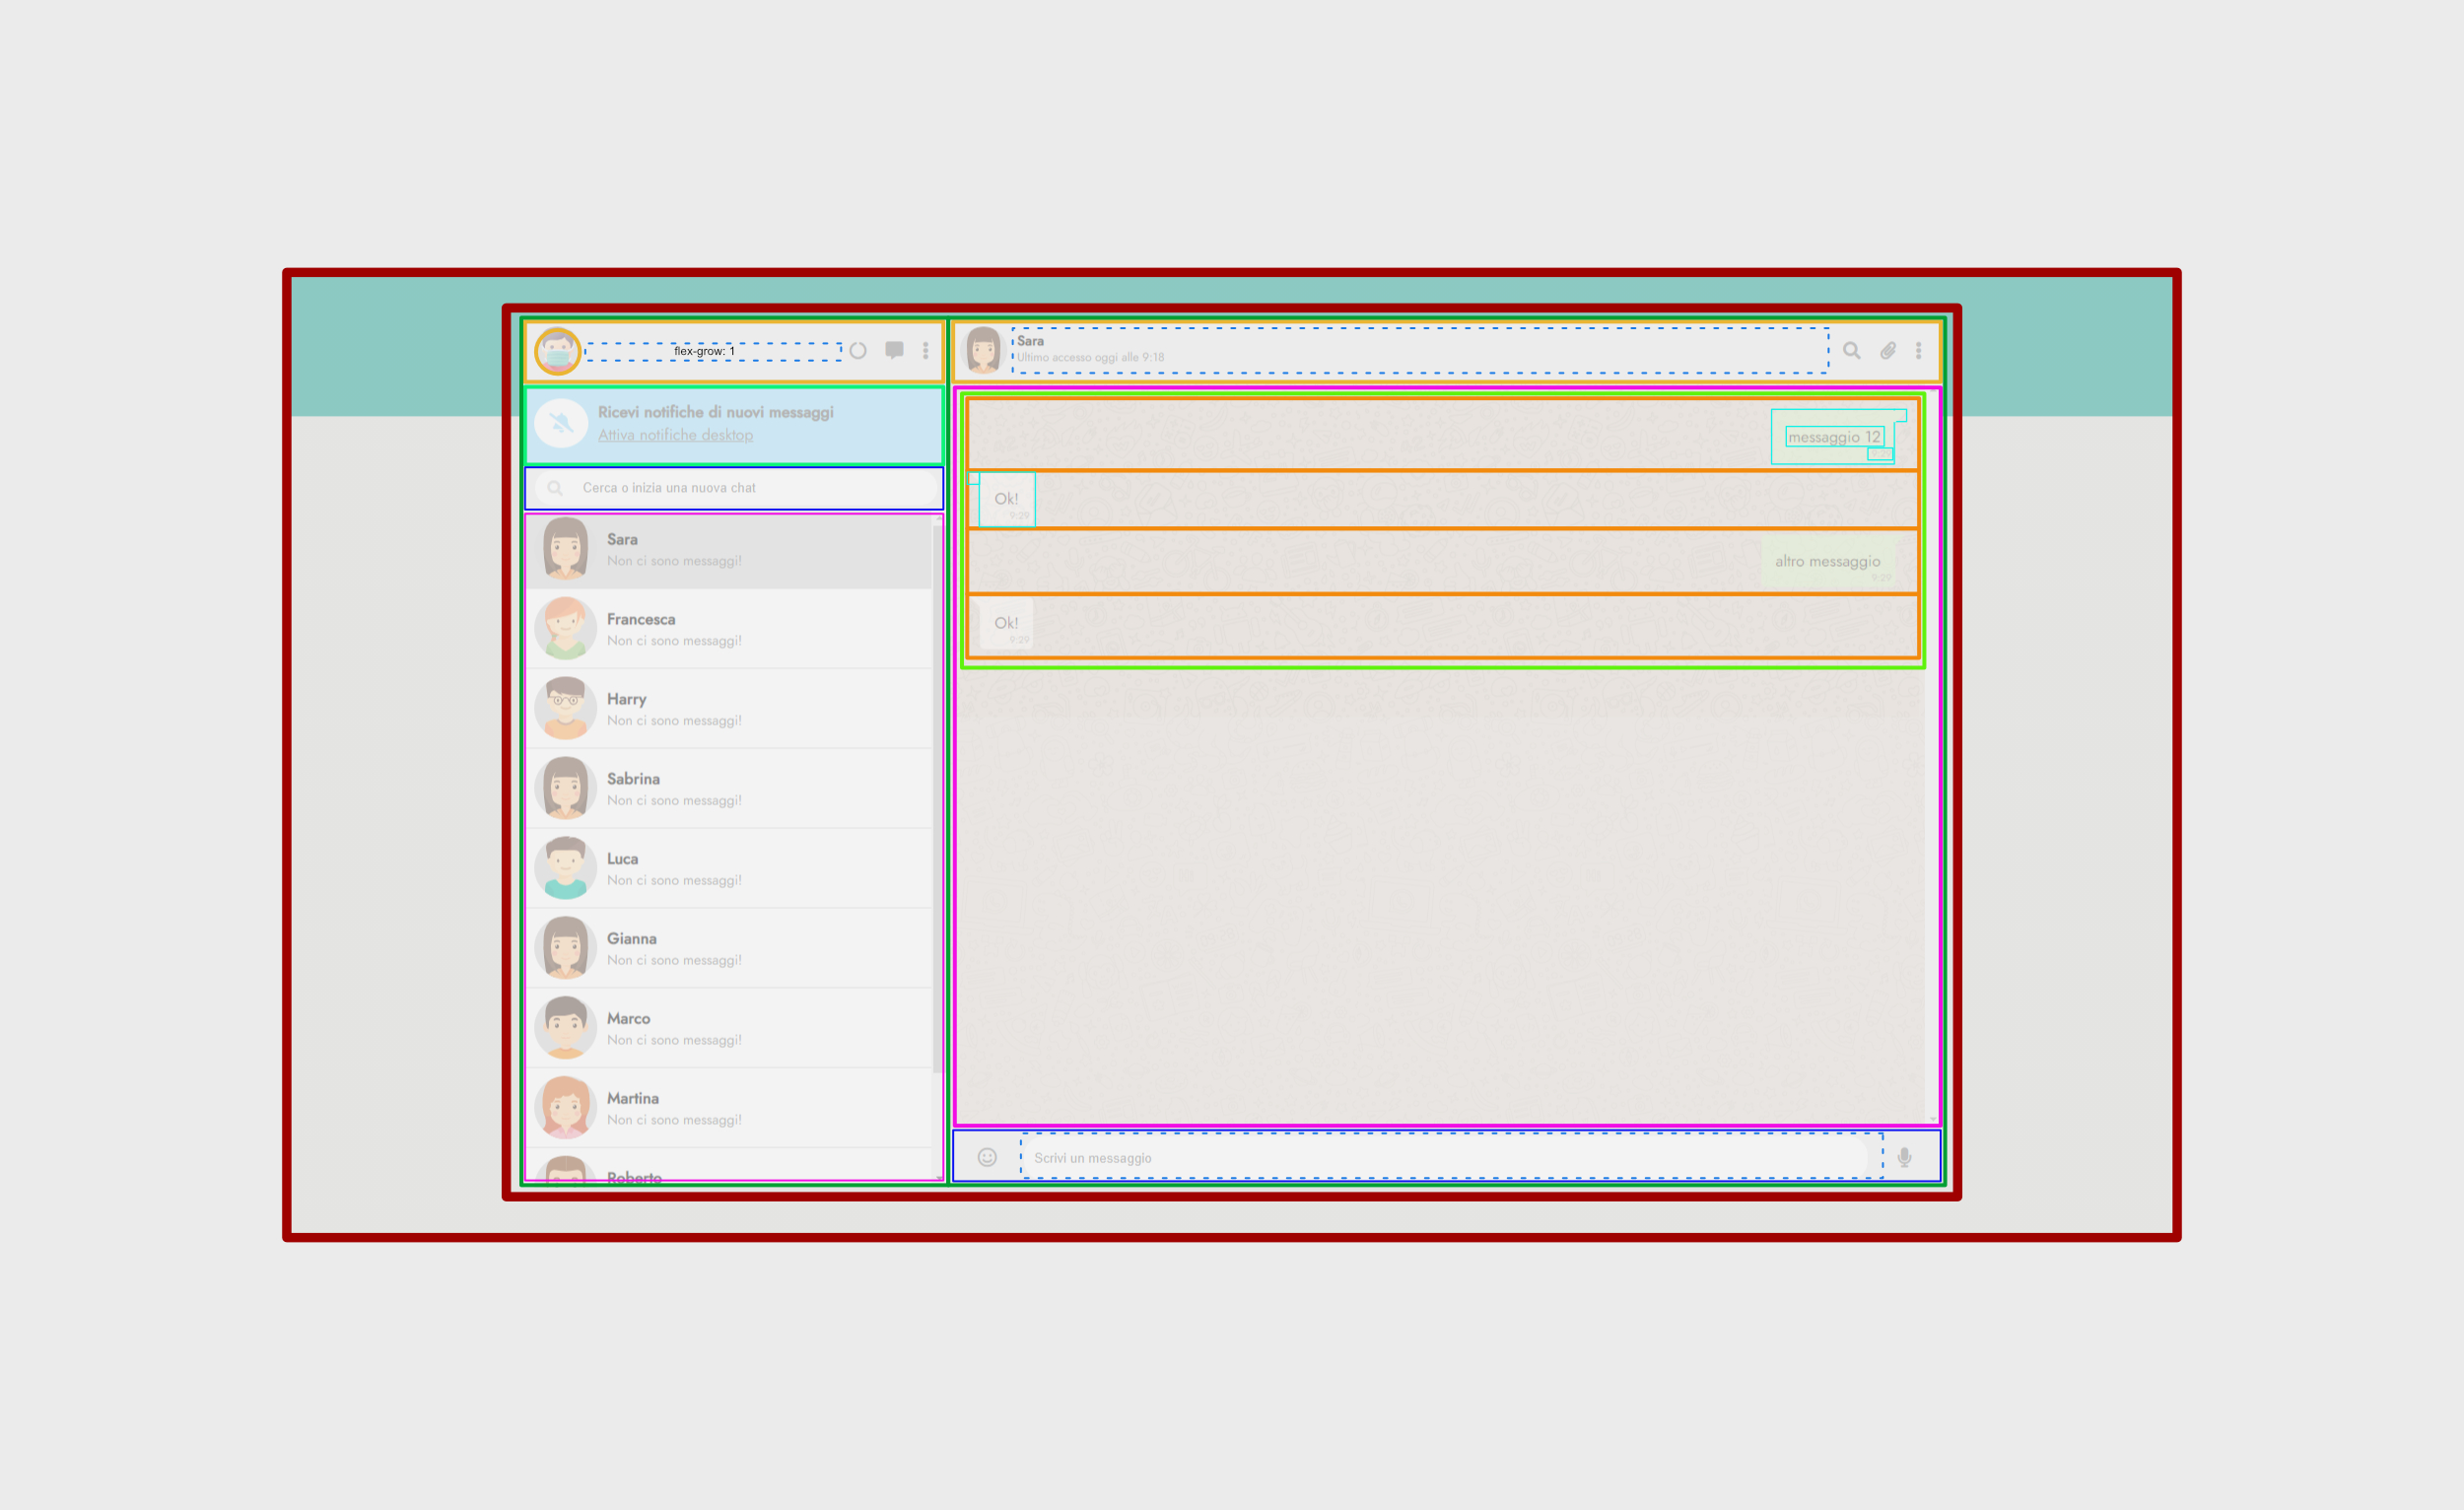 flex-grow: 1
Ricevi notifiche di nuovi messaggi
Attiva notifiche desktop
Cerca o inizia una nuova chat
Sara
Non ci sono messaggi!
Francesca
Non ci sono messaggi!
Harry
Non ci sono messaggi!
Sabrina
Non ci sono messaggi!
Luca
Non ci sono messaggi!
Gianna
Non ci sono messaggi!
Marco
Non ci sono messaggi!
Martina
Non ci sono messaggi!
Roberto
Sara
Ultimo accesso oggi alle 9:18
messaggio 12
9:29
Ok!
9:29
altro messaggio
9:29
Ok!
9:29
Scrivi un messaggio